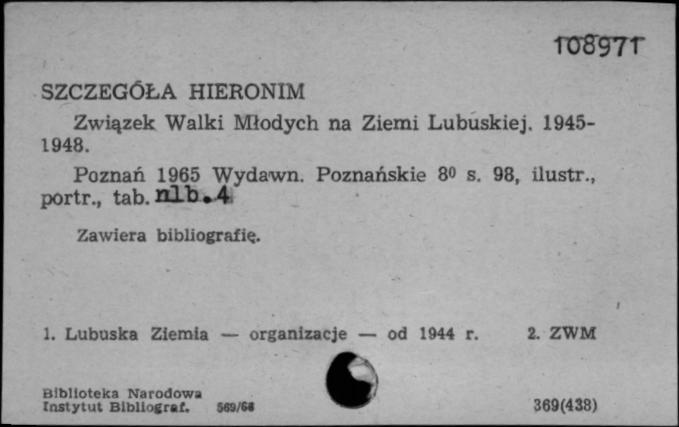 108971
SZCZEGÓŁA HIERONIM
Związek Walki Młodych na Ziemi Lubuskiej. 1945-
1948.
Poznań 1965 Wydawn. Poznańskie 8⁰ s. 98, ilustr.,
portr., tab. nlb. 4
Zawiera bibliografię.
1. Lubuska Ziemia — organizacje — od 1944 r. 2. ZWM
Biblioteka Narodowa
Instytut Bibliograf. 569/66 369(438)